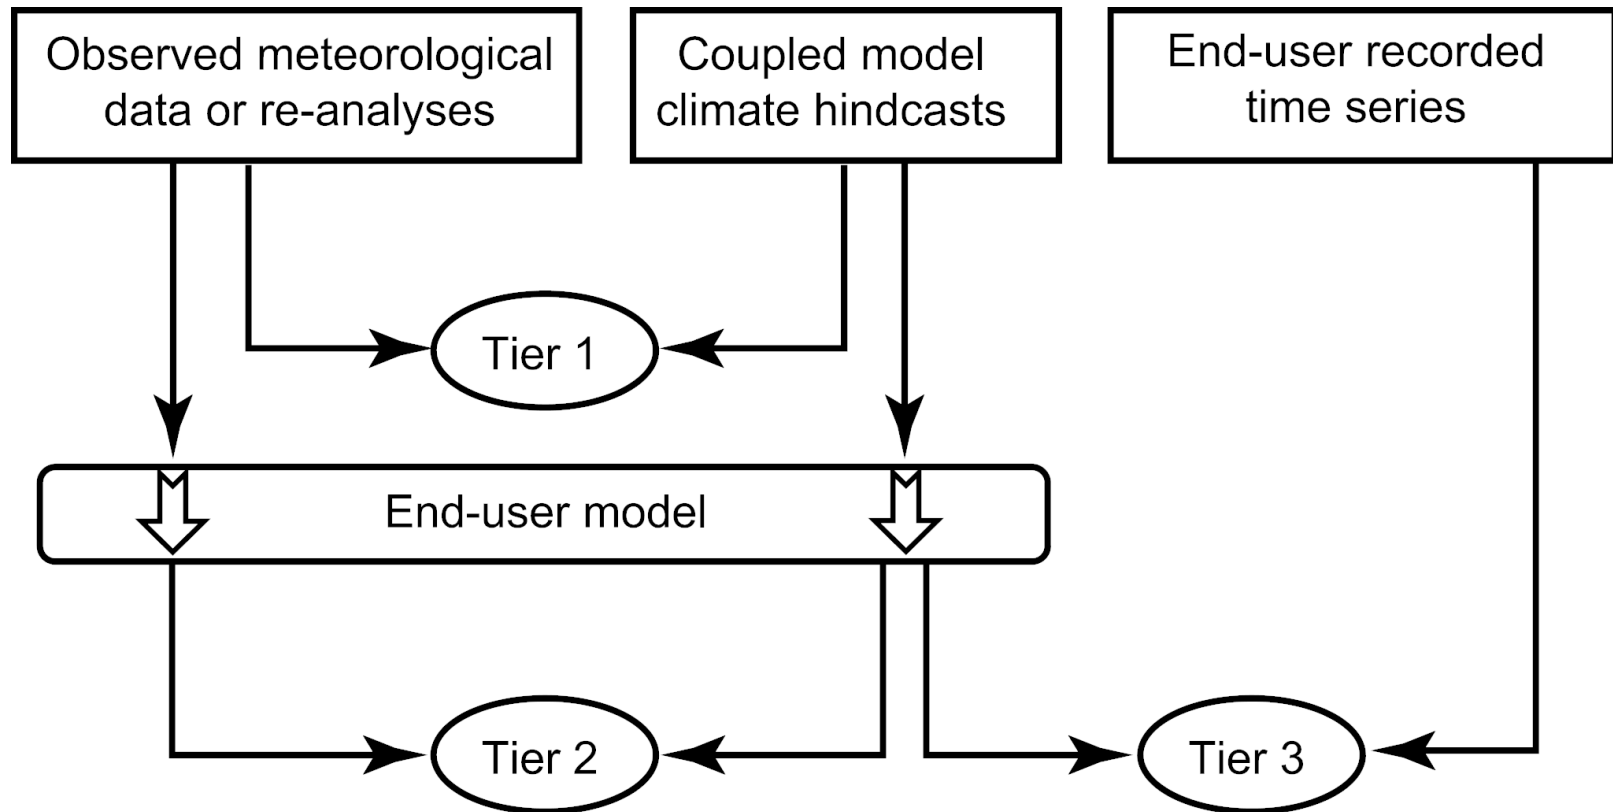 Observed meteorological
data or re-analyses
Coupled model
climate hindcasts
End-user recorded
time series
Tier 1
End-user model
Tier 2
Tier 3